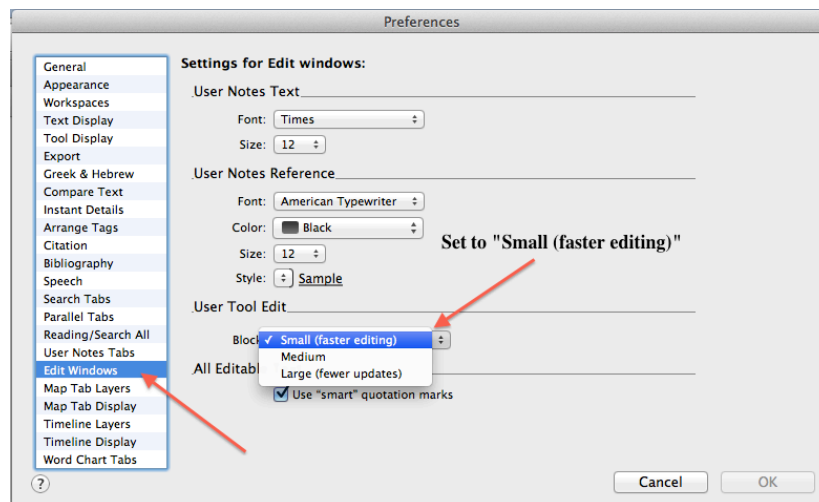 Preferences
General
Appearance
Workspaces
Text Display
Tool Display
Export
Greek & Hebrew
Compare Text
Instant Details
Arrange Tags
Citation
Bibliography
Speech
Search Tabs
Parallel Tabs
Reading/Search All
User Notes Tabs
Edit Windows
Map Tab Layers
Map Tab Display
Timeline Layers
Timeline Display
Word Chart Tabs
?
Settings for Edit windows:
User Notes Text
Font: Times
Size: 12
User Notes Reference
Font: American Typewriter
Color: Black
Size: 12
Style: Sample
Set to "Small (faster editing)"
User Tool Edit
Block ✓ Small (faster editing)
Medium
Large (fewer updates)
All Editabl
Use “smart” quotation marks
Cancel OK